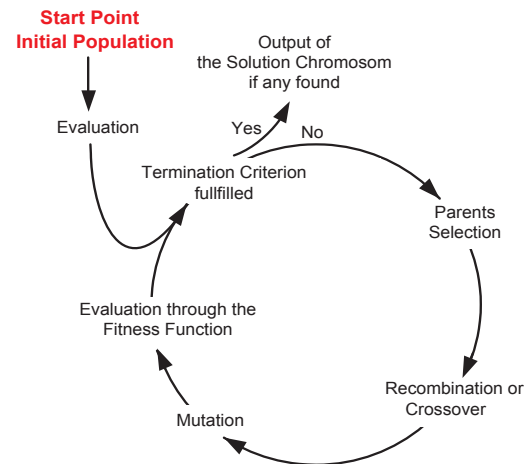 Start Point
Initial Population
Output of
the Solution Chromosom
if any found
Evaluation
Yes
No
Termination Criterion
fullfilled
Parents
Selection
Evaluation through the
Fitness Function
Recombination or
Crossover
Mutation